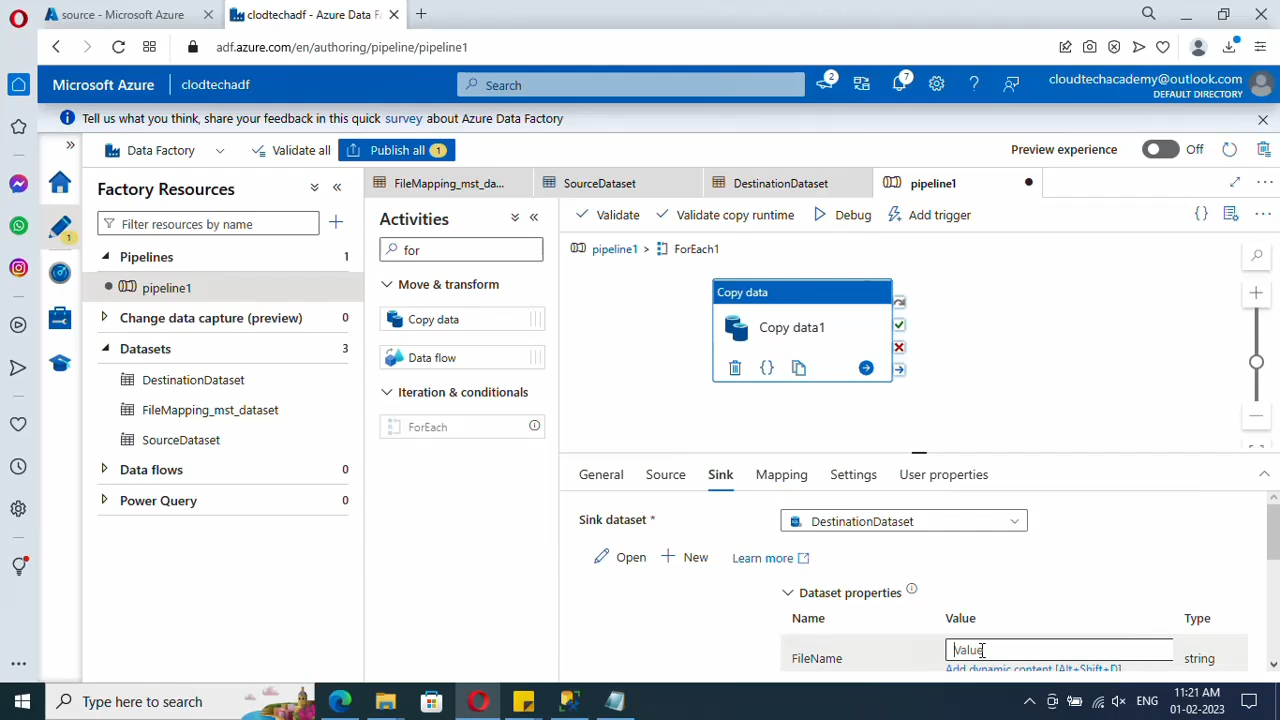 source - Microsoft Azure
clodtechadf - Azure Data Fa
adf.azure.com/en/authoring/pipeline/pipeline1
Microsoft Azure
clodtechadf
Search
2
7
cloudtechacademy@outlook.com
DEFAULT DIRECTORY
Tell us what you think, share your feedback in this quick survey about Azure Data Factory
Data Factory
Validate all
Publish all 1
Preview experience
Off
Factory Resources
FileMapping_mst_da...
SourceDataset
DestinationDataset
pipeline1
Filter resources by name
Activities
for
Validate
Validate copy runtime
Debug
Add trigger
1
Pipelines 1
pipeline1
Change data capture (preview) 0
Datasets 3
DestinationDataset
FileMapping_mst_dataset
SourceDataset
Data flows 0
Power Query 0
Move & transform
Copy data
Data flow
Iteration & conditionals
ForEach
pipeline1 > ForEach1
Copy data
Copy data1
General
Source
Sink
Mapping
Settings
User properties
Sink dataset *
DestinationDataset
Open
New
Learn more
Dataset properties
Name
Value
Type
FileName
Value
string
Add dynamic content [Alt+Shift+D]
Type here to search
ENG
11:21 AM
01-02-2023